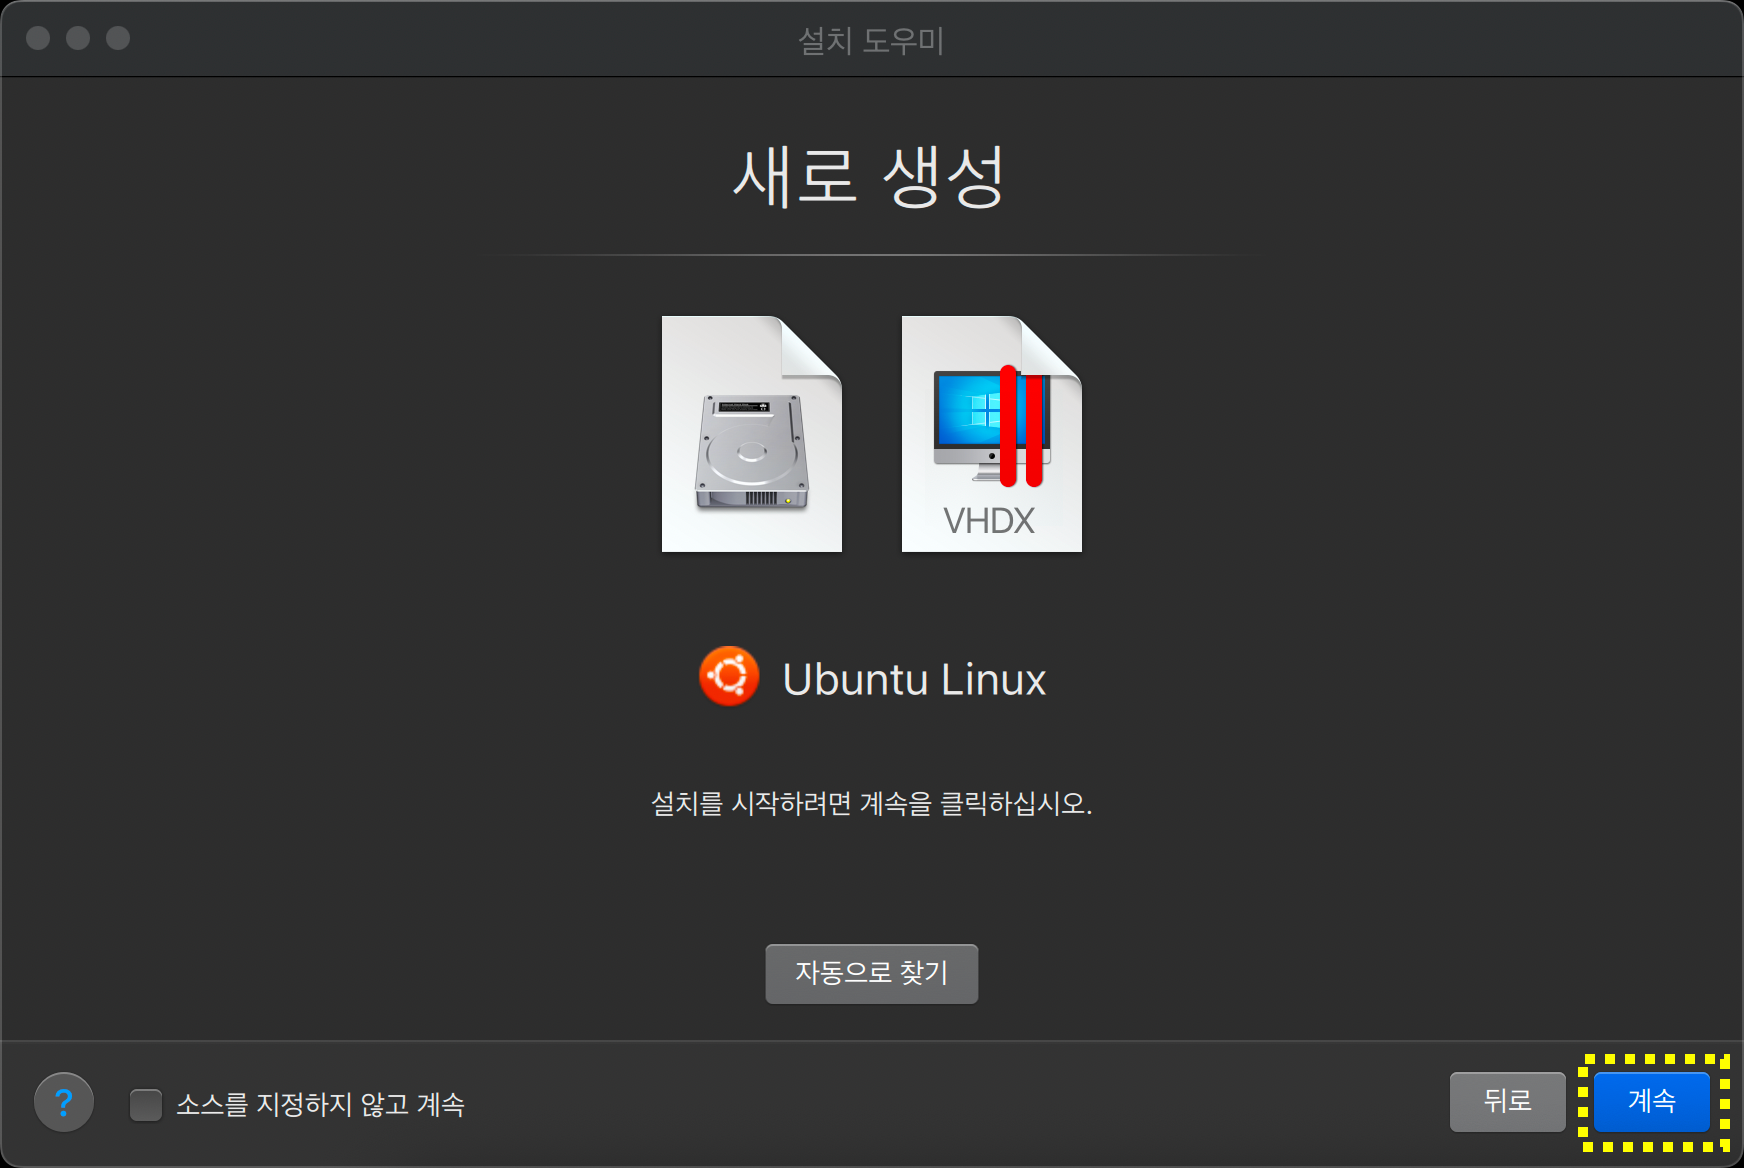 설치 도우미
새로 생성
VHDX
Ubuntu Linux
설치를 시작하려면 계속을 클릭하십시오.
자동으로 찾기
?
소스를 지정하지 않고 계속
뒤로
계속